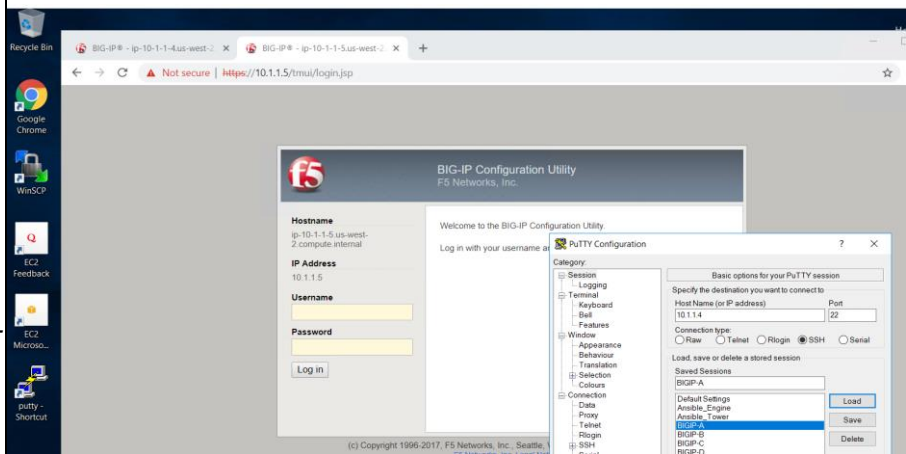 Recycle Bin
BIG-IP® - ip-10-1-1-4.us-west-2
BIG-IP® - ip-10-1-1-5.us-west-2.
Not secure | https://10.1.1.5/tmui/login.jsp
Google
Chrome
WinSCP
EC2
Feedback
EC2
Microso...
putty -
Shortcut
f5
BIG-IP Configuration Utility
F5 Networks, Inc.
Hostname
ip-10-1-1-5.us-west-
2.compute.internal
IP Address
10.1.1.5
Username
Password
Log in
Welcome to the BIG-IP Configuration Utility.
Log in with your username
(c) Copyright 1996-2017, F5 Networks, Inc., Seattle,
PuTTY Configuration
? ×
Category:
Session
Logging
Terminal
Keyboard
Bell
Features
Window
Appearance
Behaviour
Translation
Selection
Colours
Connection
Data
Proxy
Telnet
Rlogin
SSH
Serial
Basic options for your PuTTY session
Specify the destination you want to connect to
Host Name (or IP address) Port
10.1.1.4 22
Connection type:
Raw Telnet Rlogin SSH Serial
Load, save or delete a stored session
Saved Sessions
BIGIP-A
Default Settings
Ansible_Engine
Ansible_Tower
BIGIP-A
BIGIP-B
BIGIP-C
BIGIP-D
Load
Save
Delete